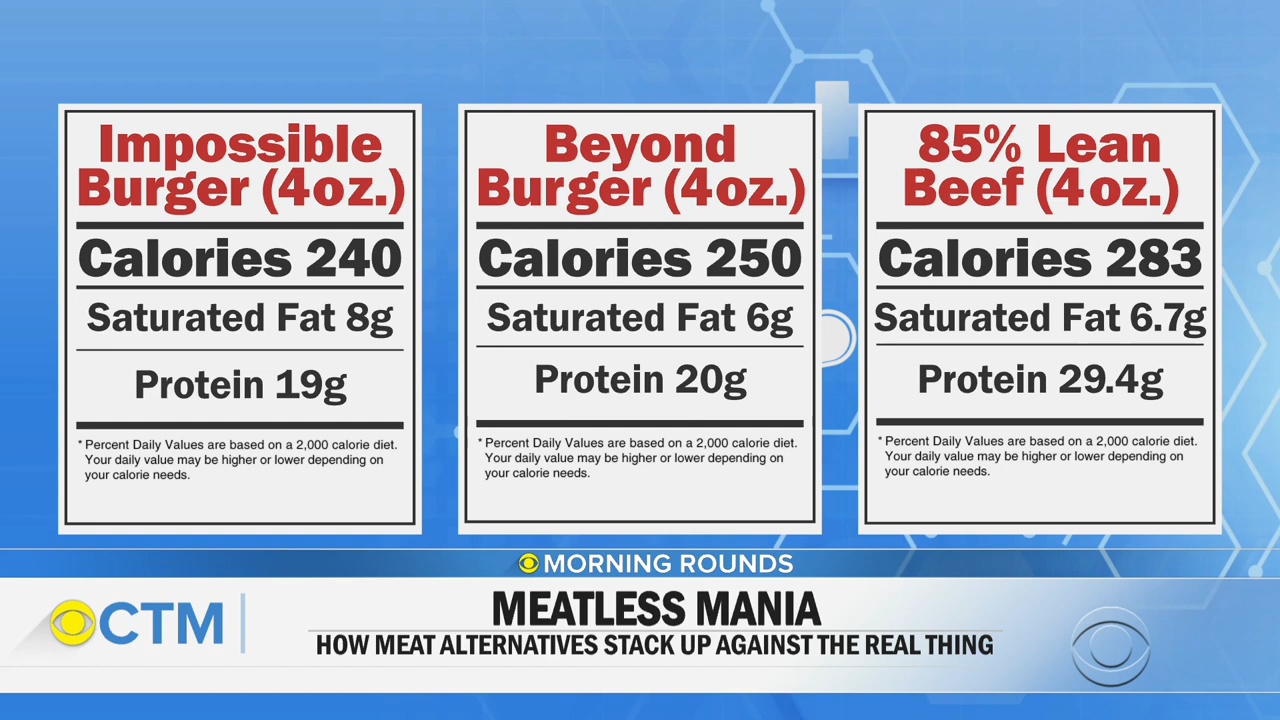 Impossible
Burger (4oz.)
Calories 240
Saturated Fat 8g
Protein 19g
* Percent Daily Values are based on a 2,000 calorie diet.
Your daily value may be higher or lower depending on
your calorie needs.
Beyond
Burger (4oz.)
Calories 250
Saturated Fat 6g
Protein 20g
* Percent Daily Values are based on a 2,000 calorie diet.
Your daily value may be higher or lower depending on
your calorie needs.
85% Lean
Beef (4oz.)
Calories 283
Saturated Fat 6.7g
Protein 29.4g
* Percent Daily Values are based on a 2,000 calorie diet.
Your daily value may be higher or lower depending on
your calorie needs.
MORNING ROUNDS
CTM
MEATLESS MANIA
HOW MEAT ALTERNATIVES STACK UP AGAINST THE REAL THING